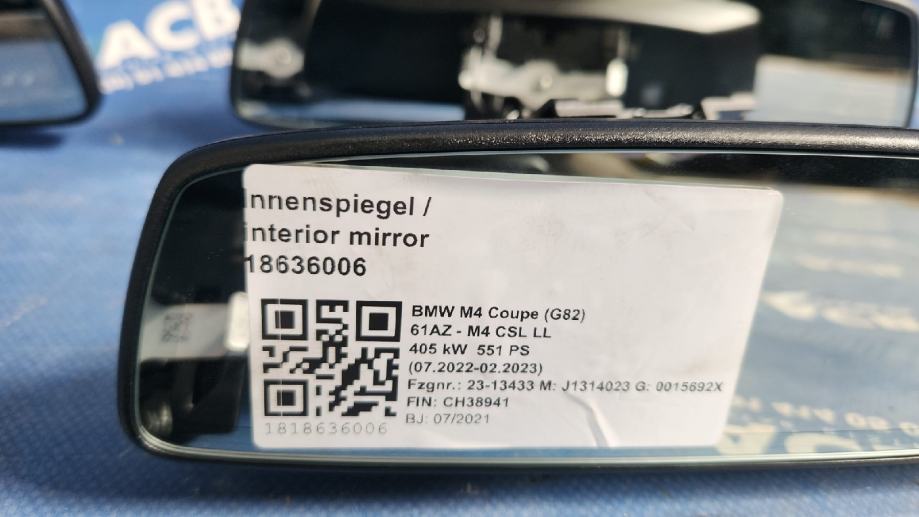 ACB
nnenspiegel /
interior mirror
18636006
BMW M4 Coupe (G82)
61AZ - M4 CSL LL
405 kW 551 PS
(07.2022-02.2023)
Fzgnr.: 23-13433 M: J1314023 G: 0015692X
FIN: CH38941
BJ: 07/2021
1818636006